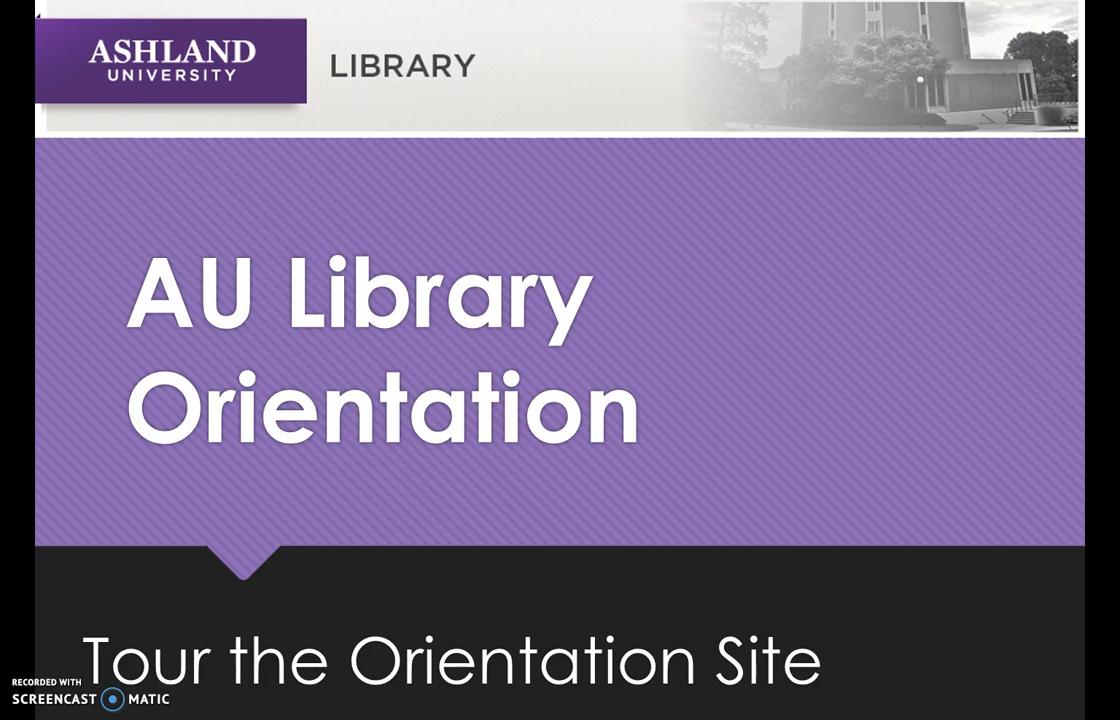 ASHLAND
UNIVERSITY
LIBRARY
AU Library
Orientation
Tour the Orientation Site
RECORDED WITH
SCREENCAST MATIC